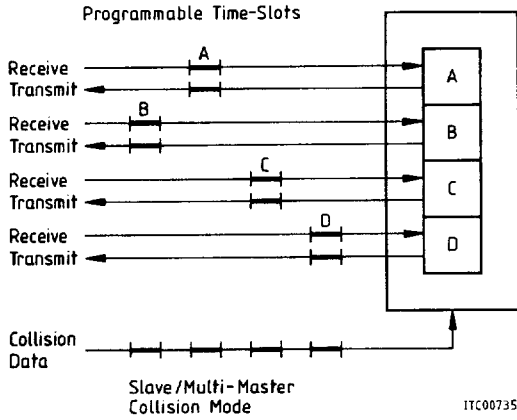 Programmable Time-Slots
A
Receive
Transmit
A
B
Receive
Transmit
B
C
Receive
Transmit
C
D
Receive
Transmit
D
Collision
Data
Slave/Multi-Master
Collision Mode
ITC00735